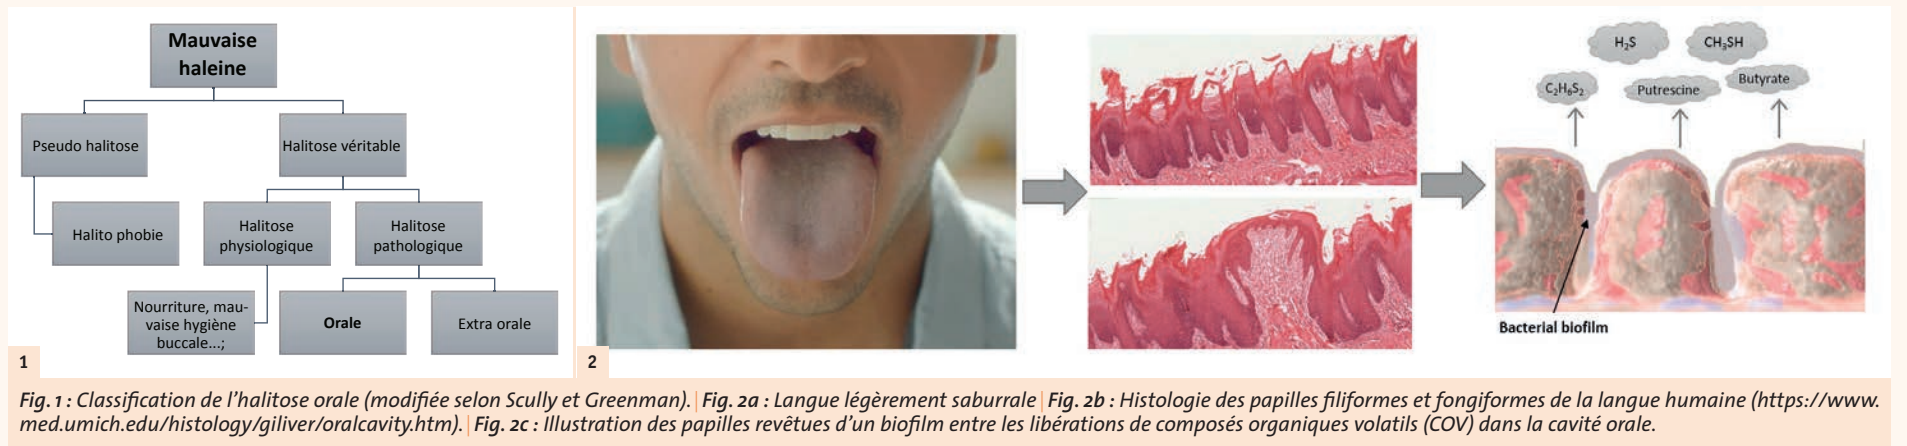 Mauvaise
haleine
Pseudo halitose
Halitose véritable
Halito phobie
Halitose
physiologique
Halitose
pathologique
Nourriture, mau-
vaise hygiène
buccale...;
Orale
Extra orale
1
2
H₂S
CH₃SH
C₂H₆S₂
Putrescine
Butyrate
Bacterial biofilm
Fig. 1 : Classification de l'halitose orale (modifiée selon Scully et Greenman). | Fig. 2a : Langue légèrement saburrale | Fig. 2b : Histologie des papilles filiformes et fongiformes de la langue humaine (https://www.
med.umich.edu/histology/giliver/oralcavity.htm). | Fig. 2c : Illustration des papilles revêtues d'un biofilm entre les libérations de composés organiques volatils (COV) dans la cavité orale.